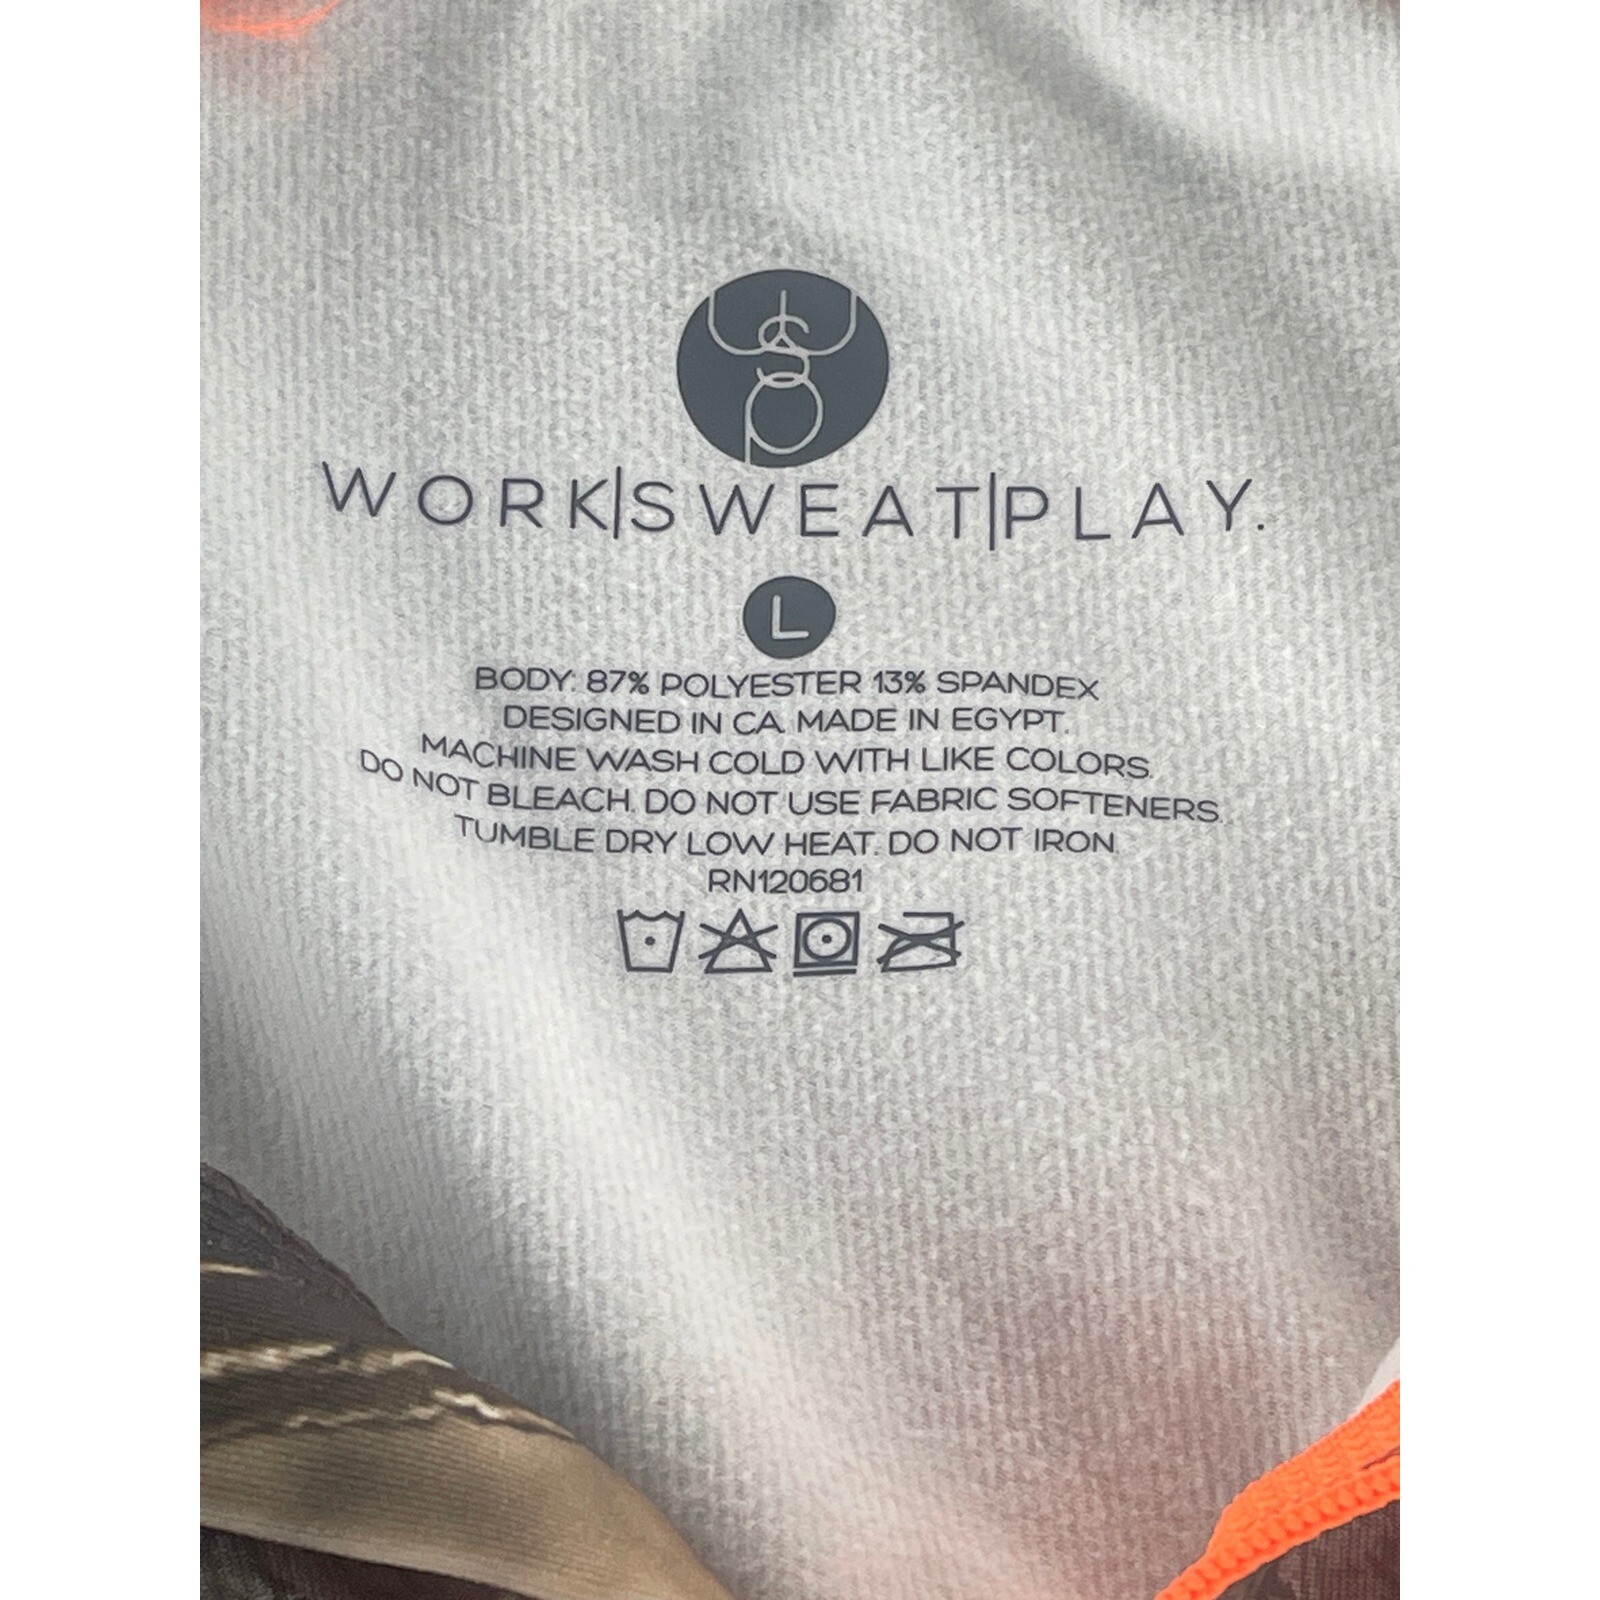 wsp
WORK|SWEAT|PLAY.
L
BODY: 87% POLYESTER 13% SPANDEX
DESIGNED IN CA. MADE IN EGYPT.
MACHINE WASH COLD WITH LIKE COLORS.
DO NOT BLEACH. DO NOT USE FABRIC SOFTENERS.
TUMBLE DRY LOW HEAT. DO NOT IRON.
RN120681